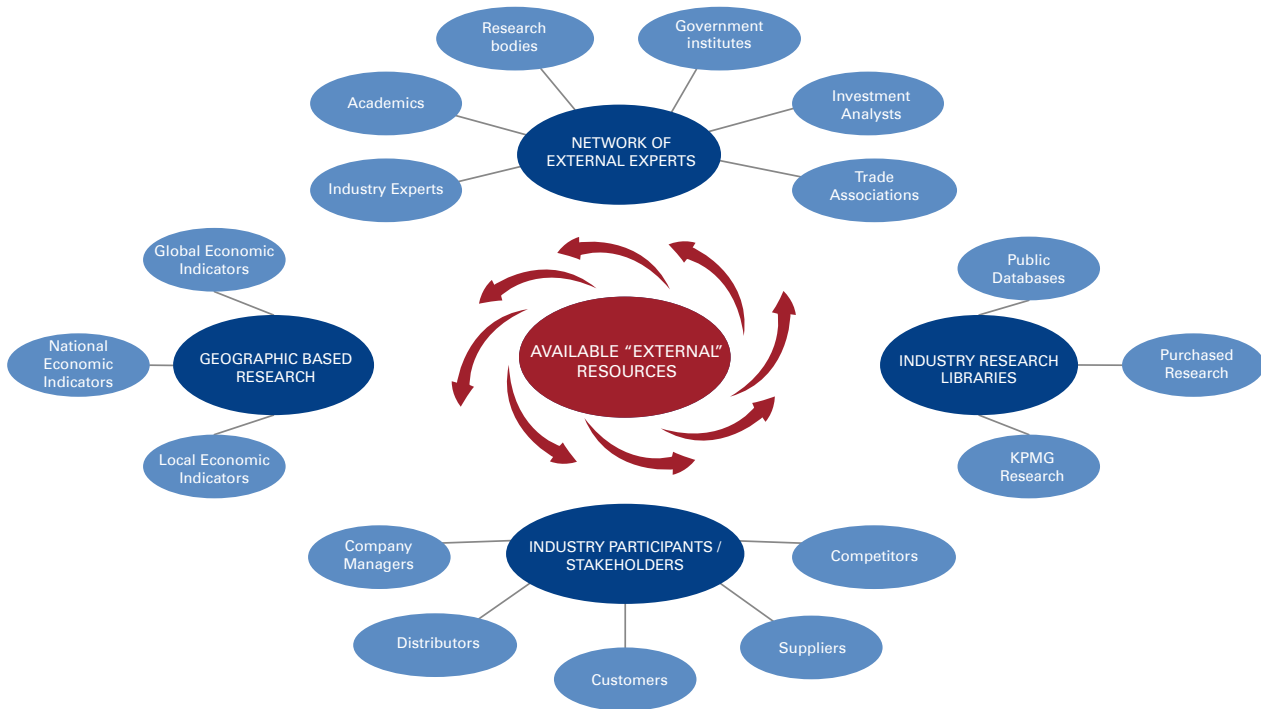 Research
bodies
Government
institutes
Academics
Investment
Analysts
NETWORK OF
EXTERNAL EXPERTS
Industry Experts
Trade
Associations
Global Economic
Indicators
Public
Databases
National
Economic
Indicators
GEOGRAPHIC BASED
RESEARCH
AVAILABLE “EXTERNAL”
RESOURCES
INDUSTRY RESEARCH
LIBRARIES
Purchased
Research
Local Economic
Indicators
KPMG
Research
Company
Managers
INDUSTRY PARTICIPANTS /
STAKEHOLDERS
Competitors
Distributors
Customers
Suppliers